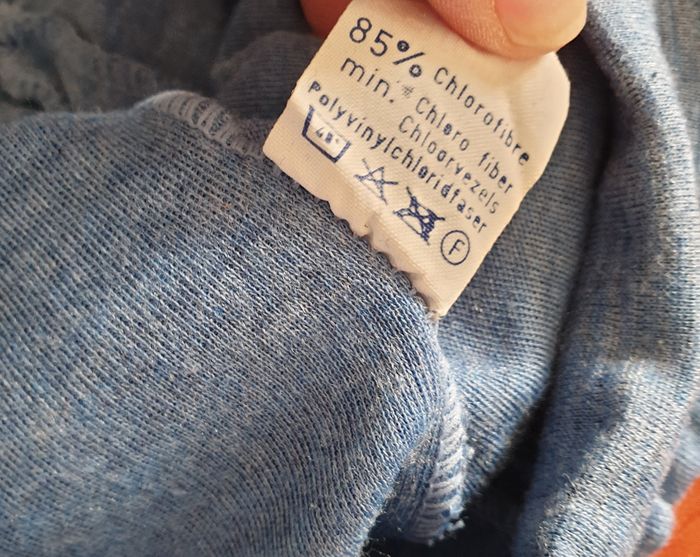 85% Chlorofibre
min. # Chloro fiber
Chloorvezels
Polyvinylchloridfaser
F